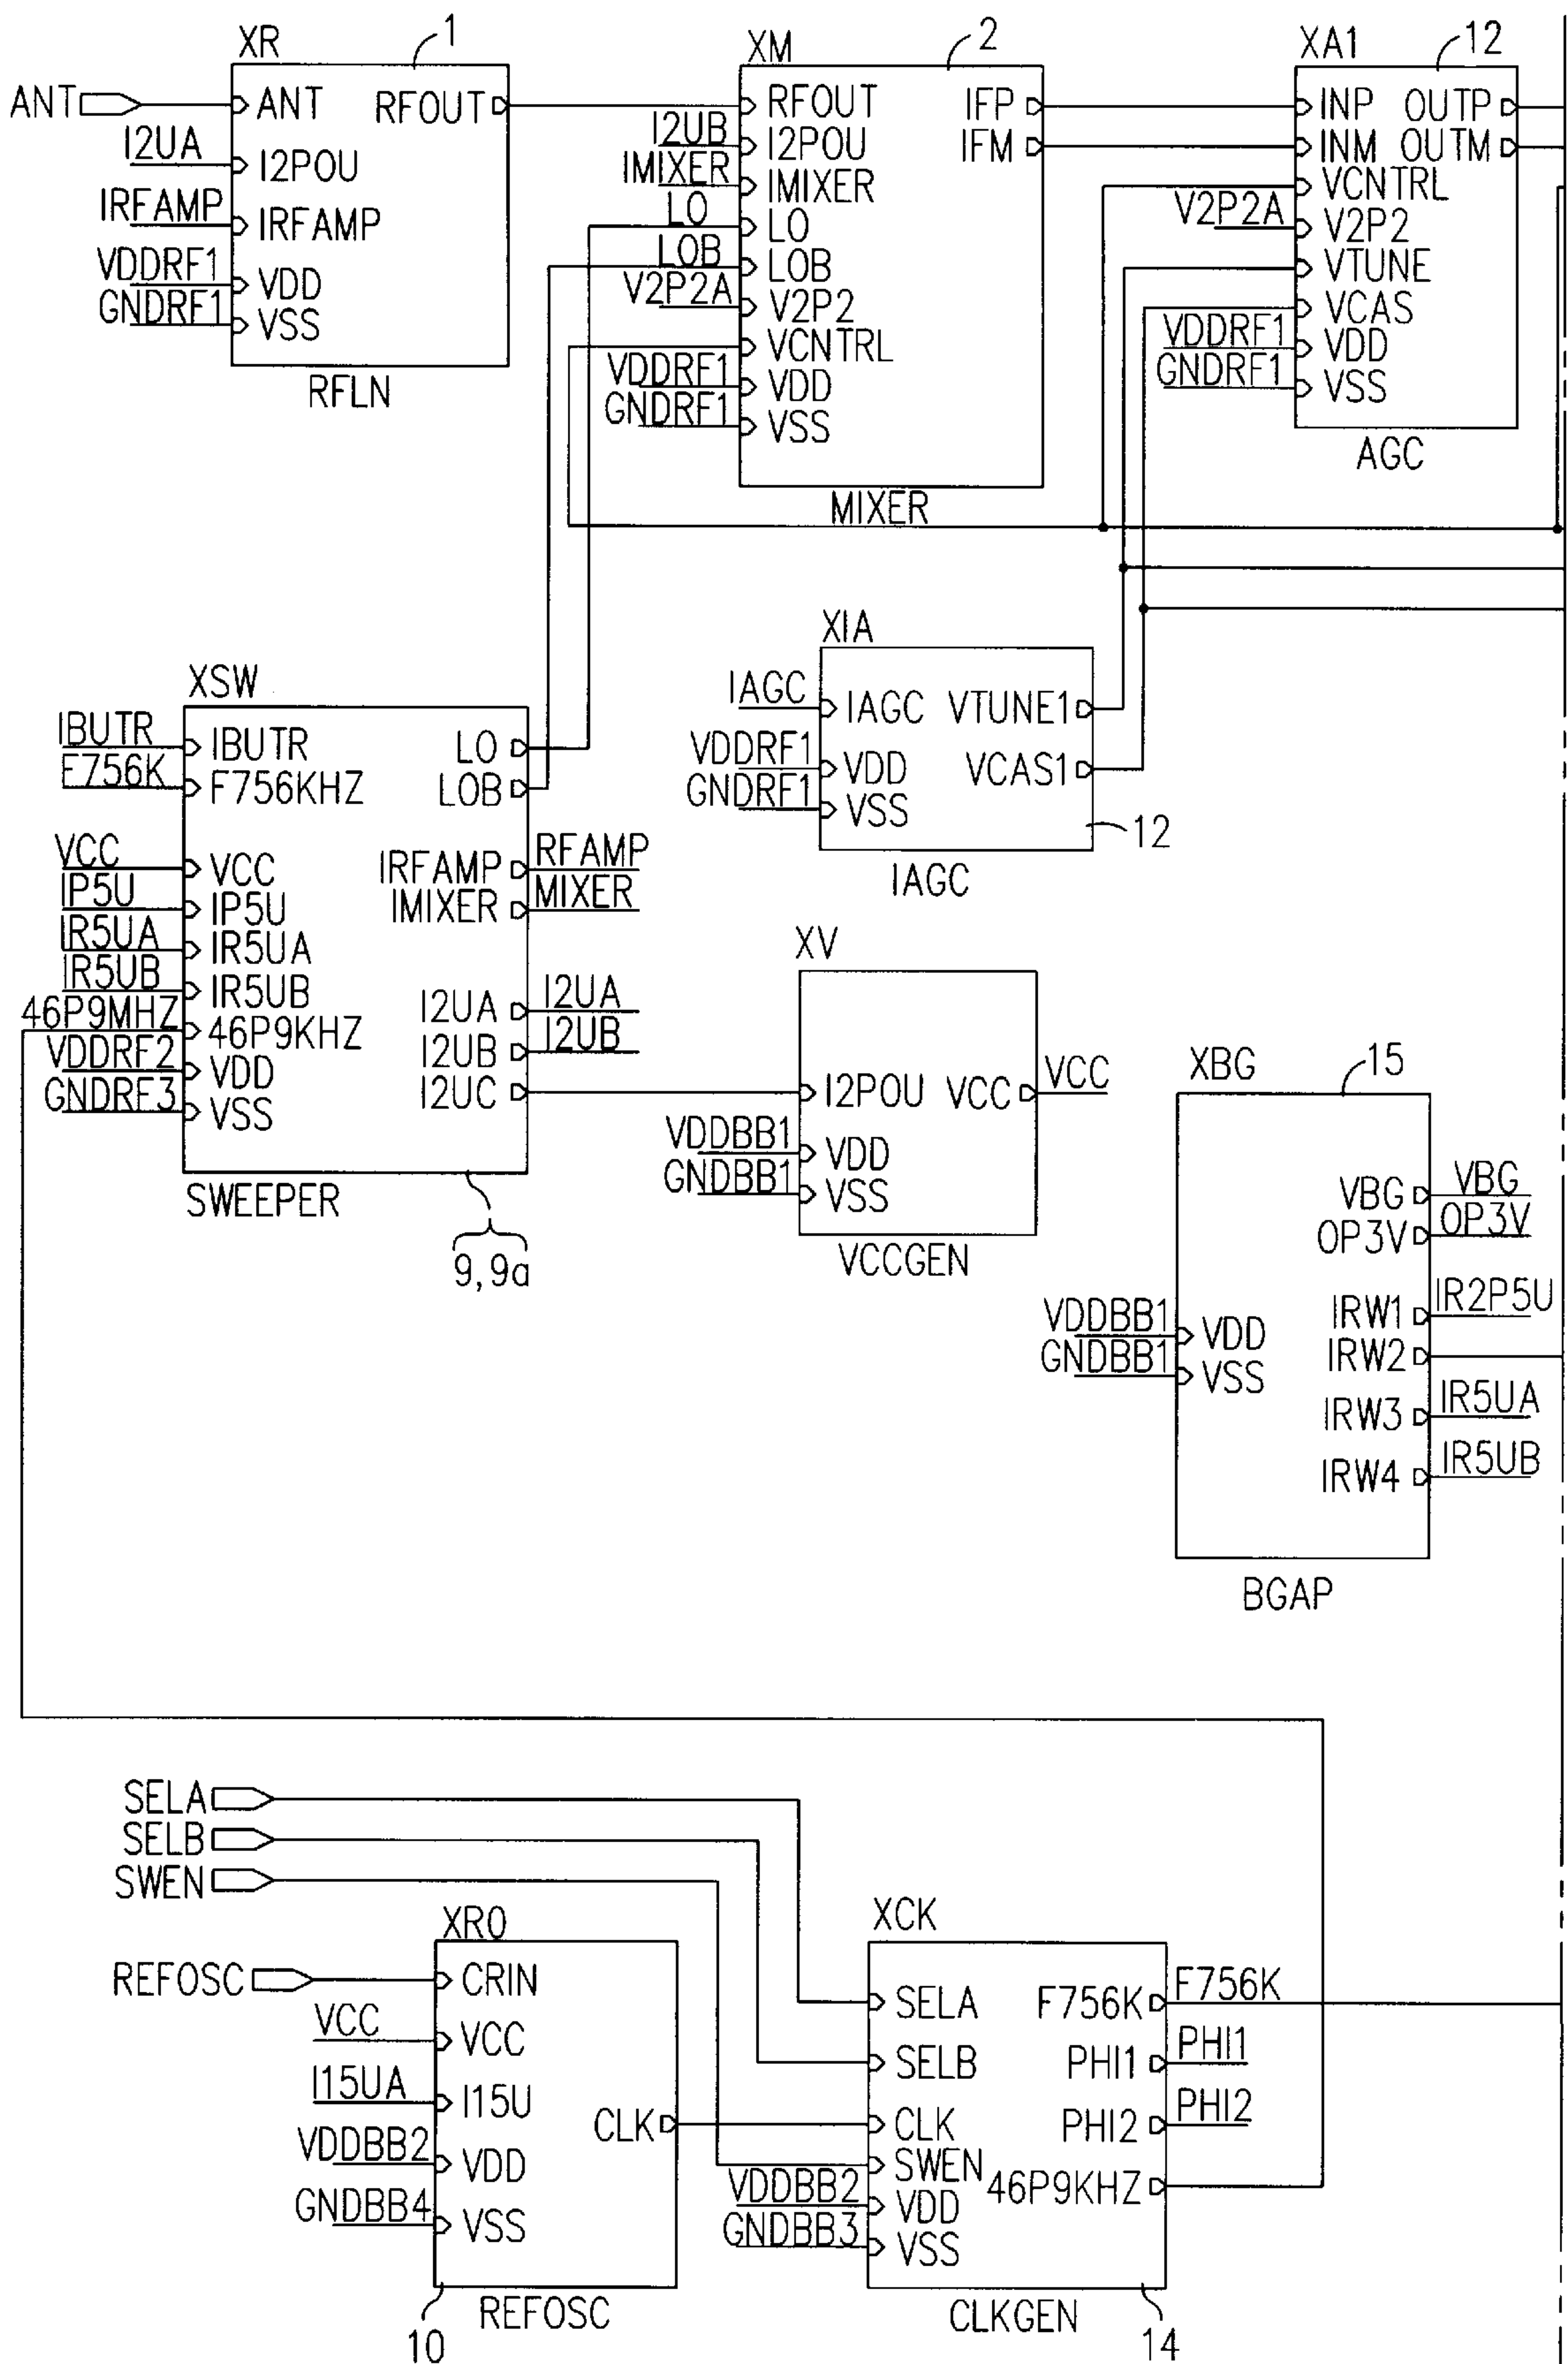 XR
1
ANT
ANT
RFOUT
I2UA
I2POU
IRFAMP
IRFAMP
VDDRF1
VDD
GNDRF1
VSS
RFLN
XM
2
RFOUT
IFP
I2UB
I2POU
IFM
IMIXER
IMIXER
LO
LO
LOB
LOB
V2P2A
V2P2
VCNTRL
VDDRF1
VDD
GNDRF1
VSS
MIXER
XA1
12
INP
OUTP
INM
OUTM
VCNTRL
V2P2A
V2P2
VTUNE
VCAS
VDDRF1
VDD
GNDRF1
VSS
AGC
XIA
IAGC
IAGC
VTUNE1
VDDRF1
VDD
VCAS1
GNDRF1
VSS
12
IAGC
XSW
IBUTR
IBUTR
LO
F756K
F756KHZ
LOB
VCC
VCC
IRFAMP
RFAMP
IP5U
IP5U
IMIXER
MIXER
IR5UA
IR5UA
IR5UB
IR5UB
I2UA
I2UA
46P9MHZ
46P9KHZ
I2UB
I2UB
VDDRF2
VDD
I2UC
GNDRF3
VSS
SWEEPER
9,9a
XV
I2POU
VCC
VCC
VDDBB1
VDD
GNDBB1
VSS
VCCGEN
XBG
15
VBG
VBG
OP3V
OP3V
IRW1
IR2P5U
VDDBB1
VDD
IRW2
GNDBB1
VSS
IRW3
IR5UA
IRW4
IR5UB
BGAP
SELA
SELB
SWEN
XRO
REFOSC
CRIN
VCC
VCC
I15UA
I15U
CLK
VDDBB2
VDD
GNDBB4
VSS
10
REFOSC
XCK
SELA
F756K
F756K
SELB
PHI1
PHI1
CLK
PHI2
PHI2
SWEN
46P9KHZ
VDDBB2
VDD
GNDBB3
VSS
CLKGEN
14